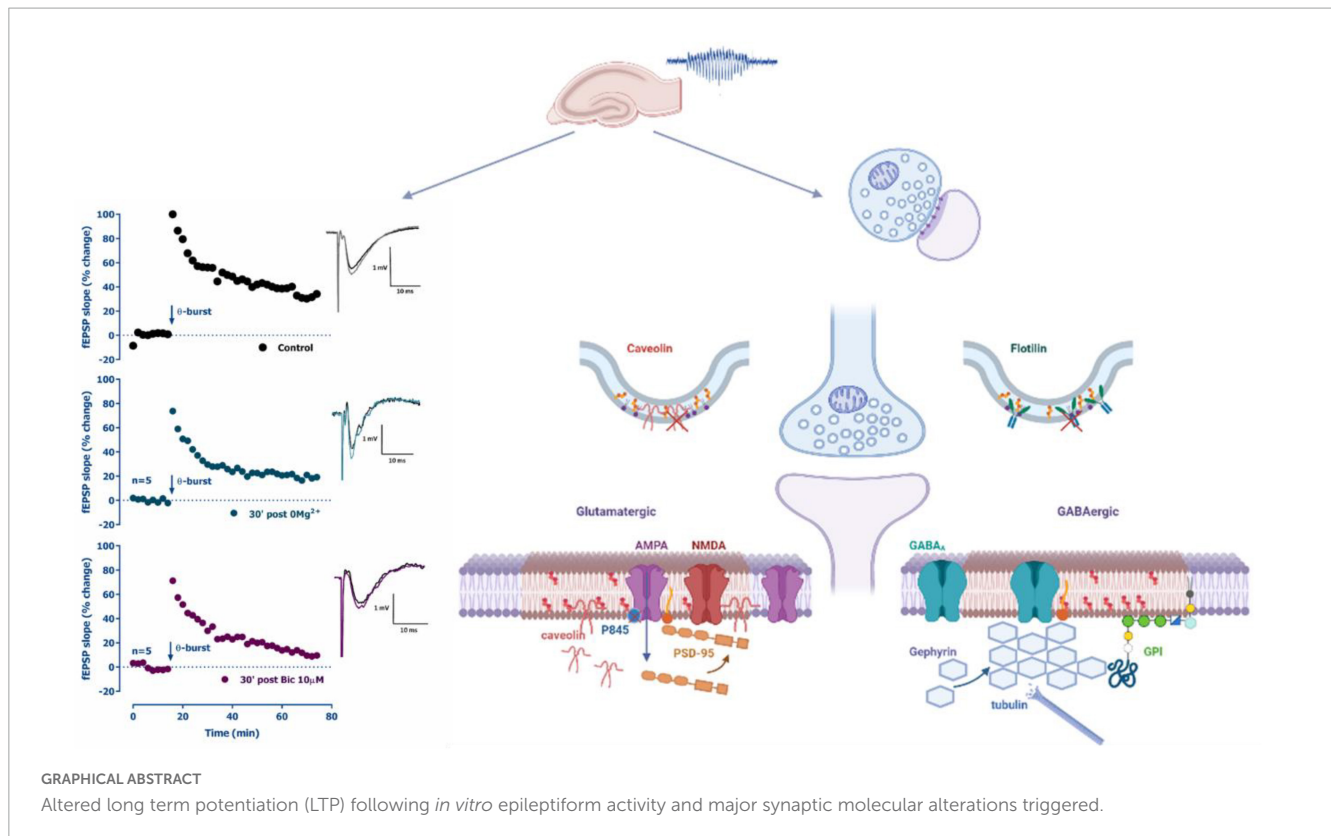 100
80
60
40
20
0
-20
fEPSP slope (% change)
θ-burst
Control
1 mV
10 ms
100
80
60
40
20
0
-20
fEPSP slope (% change)
n=5
θ-burst
30' post 0Mg²⁺
1 mV
10 ms
100
80
60
40
20
0
-20
fEPSP slope (% change)
n=5
θ-burst
30' post Bic 10µM
1 mV
10 ms
0 20 40 60 80
Time (min)
Caveolin
Flotilin
Glutamatergic
AMPA NMDA
P845
caveolin
PSD-95
GABAergic
GABAA
Gephyrin
GPI
tubulin
GRAPHICAL ABSTRACT
Altered long term potentiation (LTP) following in vitro epileptiform activity and major synaptic molecular alterations triggered.